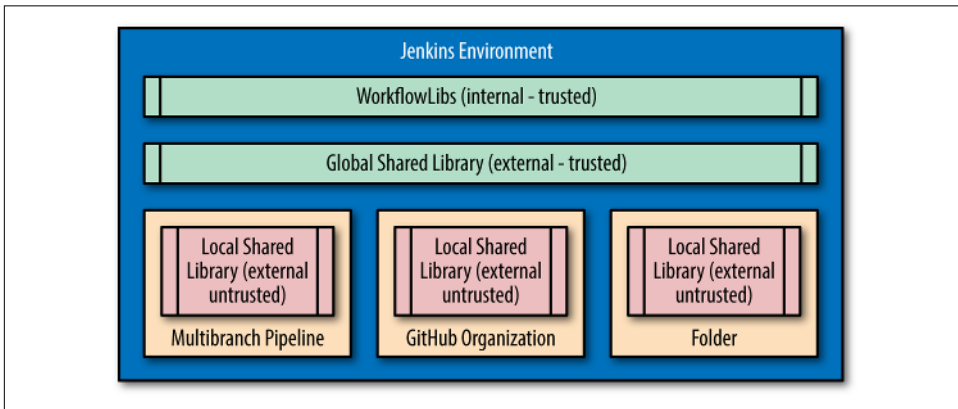 Jenkins Environment
WorkflowLibs (internal - trusted)
Global Shared Library (external - trusted)
Local Shared
Library (external
untrusted)
Multibranch Pipeline
Local Shared
Library (external
untrusted)
GitHub Organization
Local Shared
Library (external
untrusted)
Folder